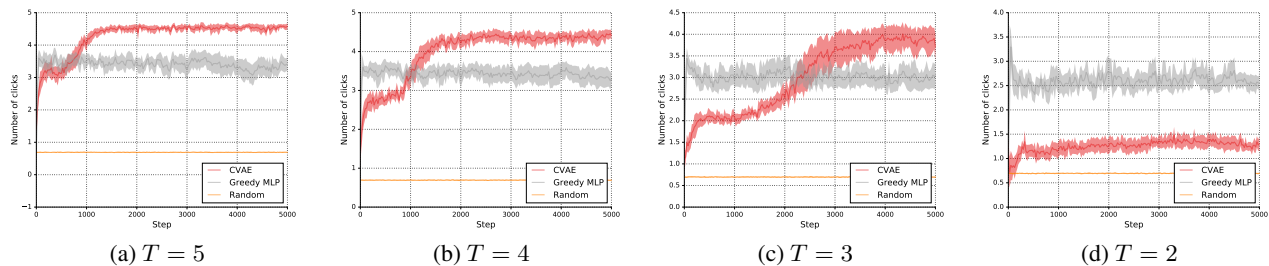 5
4
3
2
1
0
−1
0 1000 2000 3000 4000 5000
Number of clicks
Step
CVAE
Greedy MLP
Random
(a) T = 5
5
4
3
2
1
0
0 1000 2000 3000 4000 5000
Number of clicks
Step
CVAE
Greedy MLP
Random
(b) T = 4
4.5
4.0
3.5
3.0
2.5
2.0
1.5
1.0
0.5
0.0
0 1000 2000 3000 4000 5000
Number of clicks
Step
CVAE
Greedy MLP
Random
(c) T = 3
4.0
3.5
3.0
2.5
2.0
1.5
1.0
0.5
0.0
0 1000 2000 3000 4000 5000
Number of clicks
Step
CVAE
Greedy MLP
Random
(d) T = 2